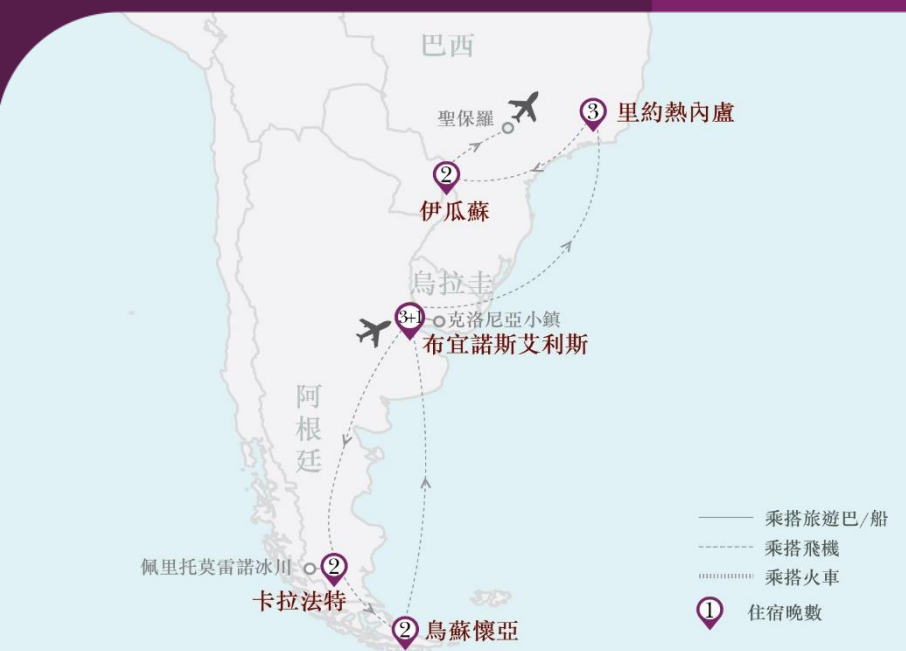 巴西
聖保羅
3 里約熱內盧
2
伊瓜蘇
烏拉圭
3+1 克洛尼亞小鎮
布宜諾斯艾利斯
阿根廷
佩里托莫雷諾冰川 2
卡拉法特
2 烏蘇懷亞
乘搭旅遊巴/船
乘搭飛機
乘搭火車
1 住宿晚數